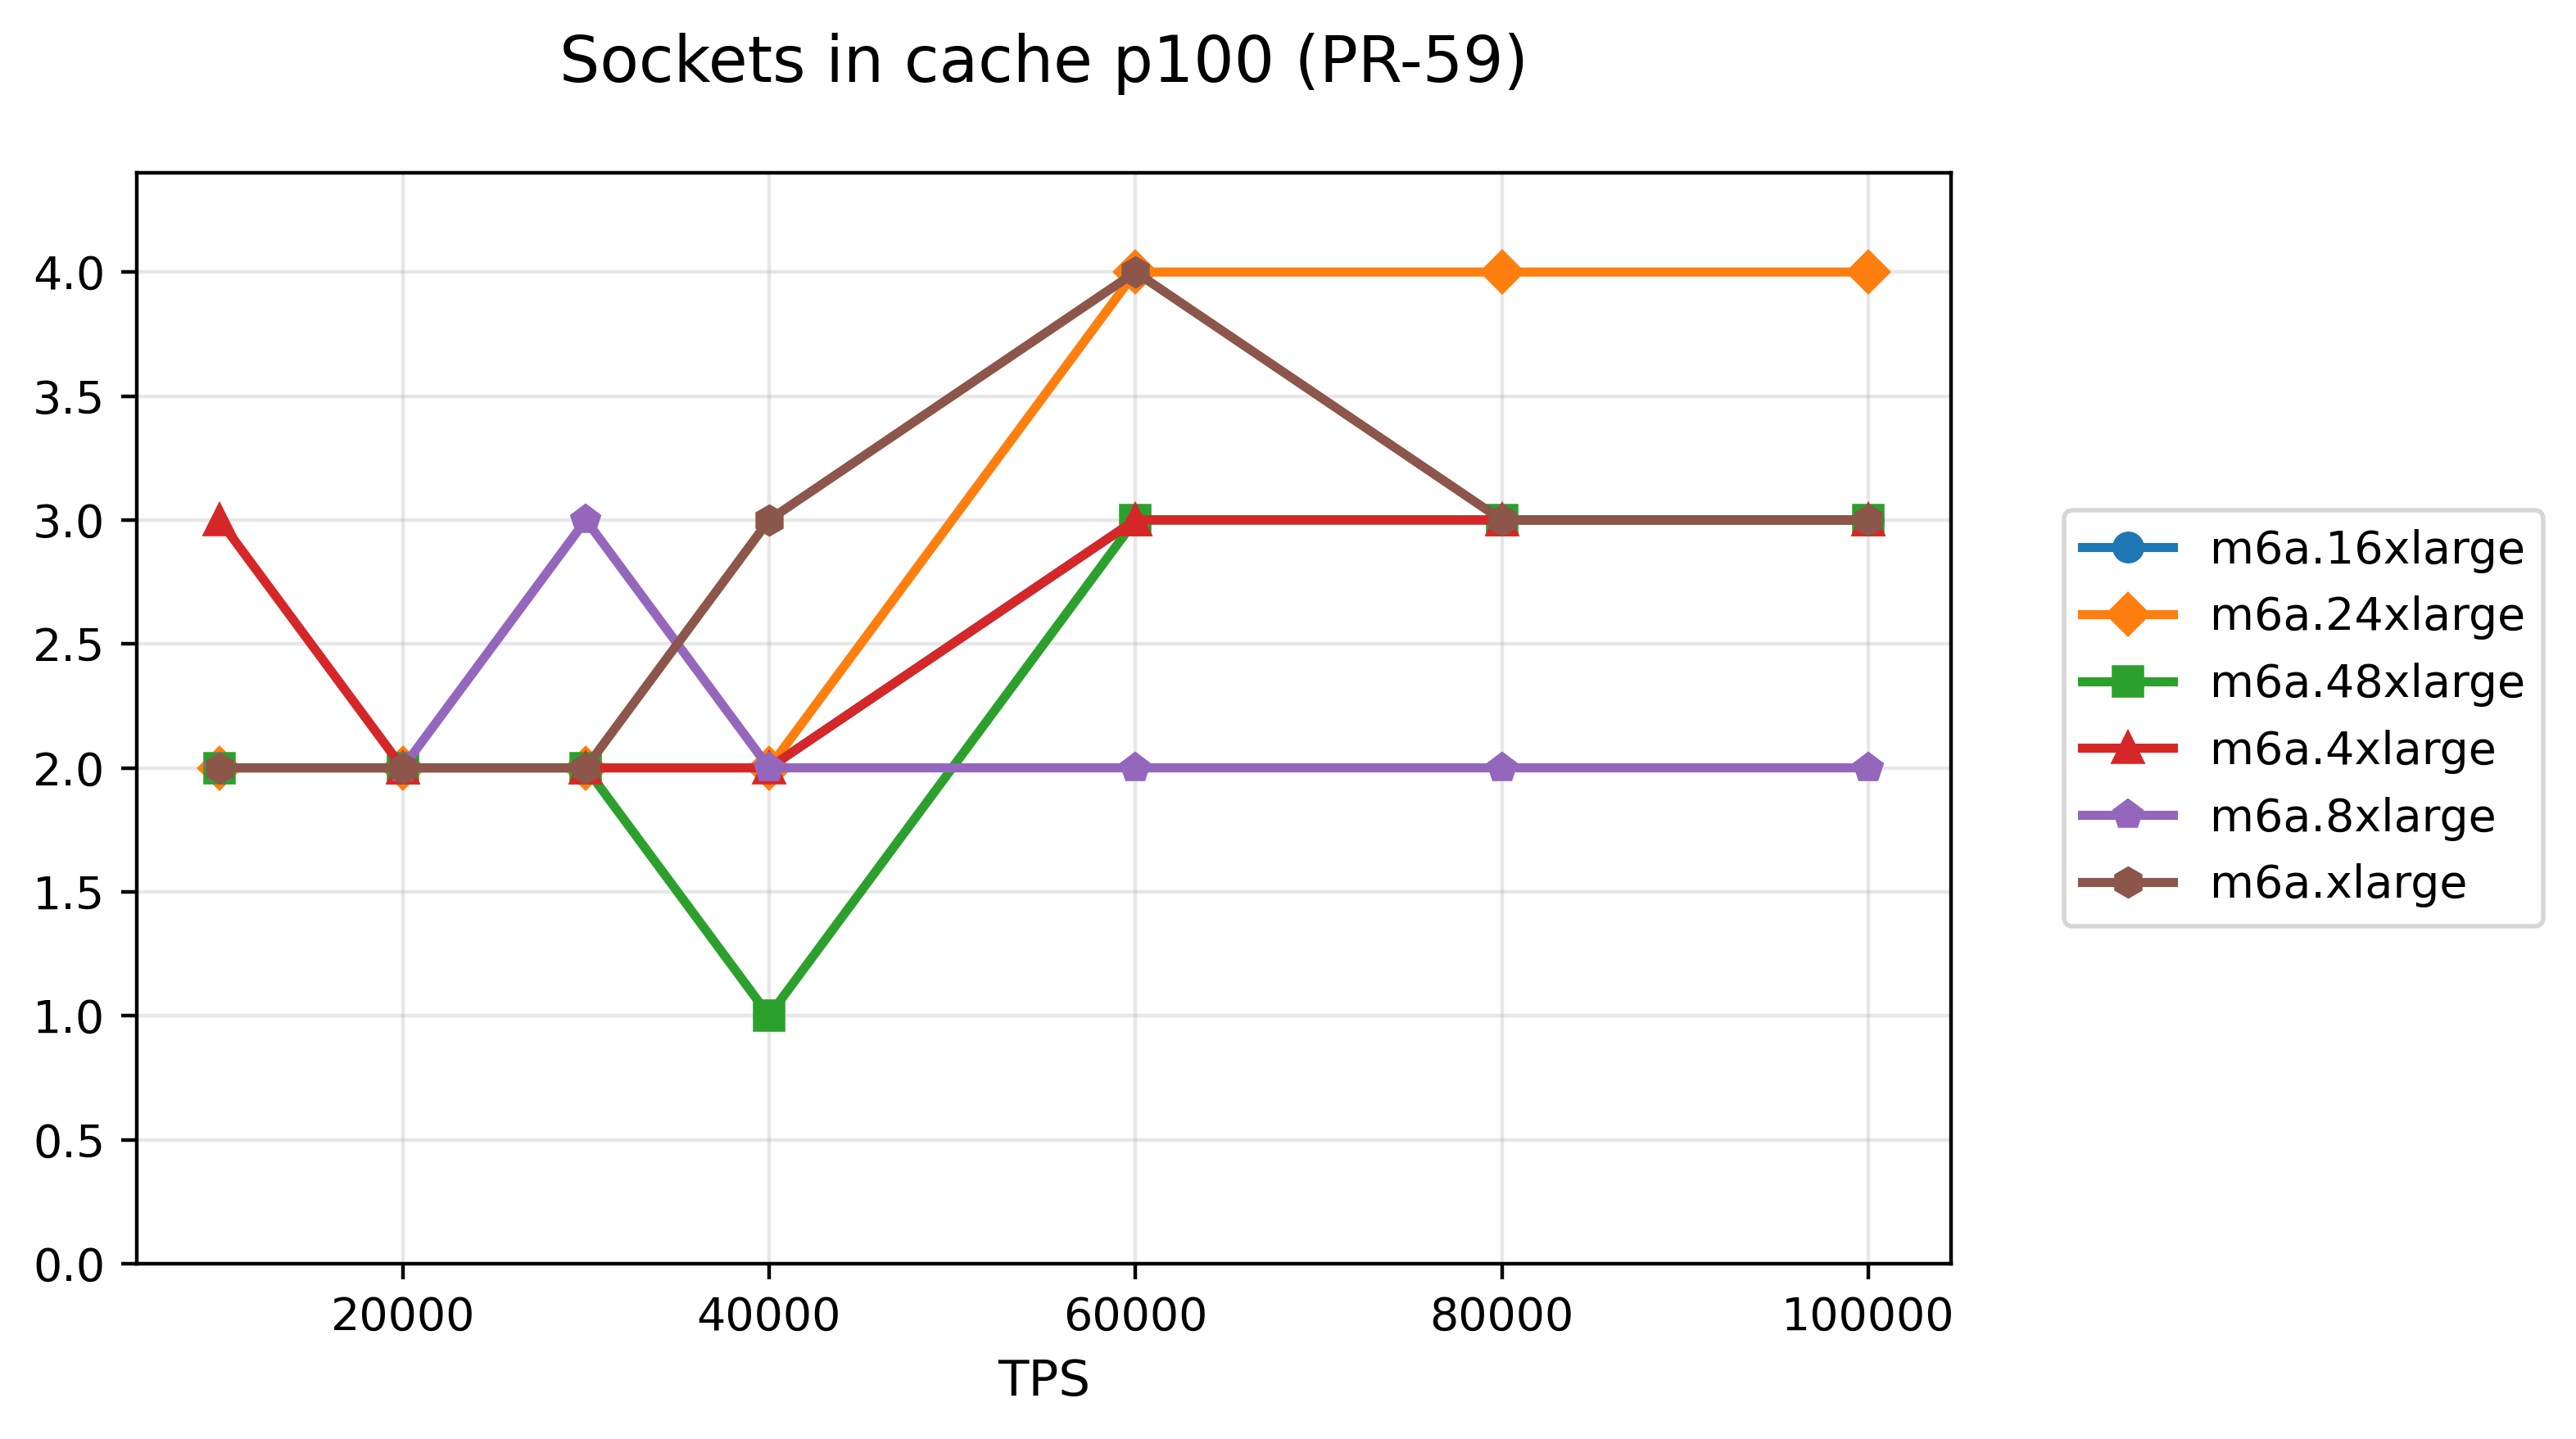 Sockets in cache p100 (PR-59)
4.0
3.5
3.0
2.5
2.0
1.5
1.0
0.5
0.0
20000 40000 60000 80000 100000
TPS
m6a.16xlarge
m6a.24xlarge
m6a.48xlarge
m6a.4xlarge
m6a.8xlarge
m6a.xlarge